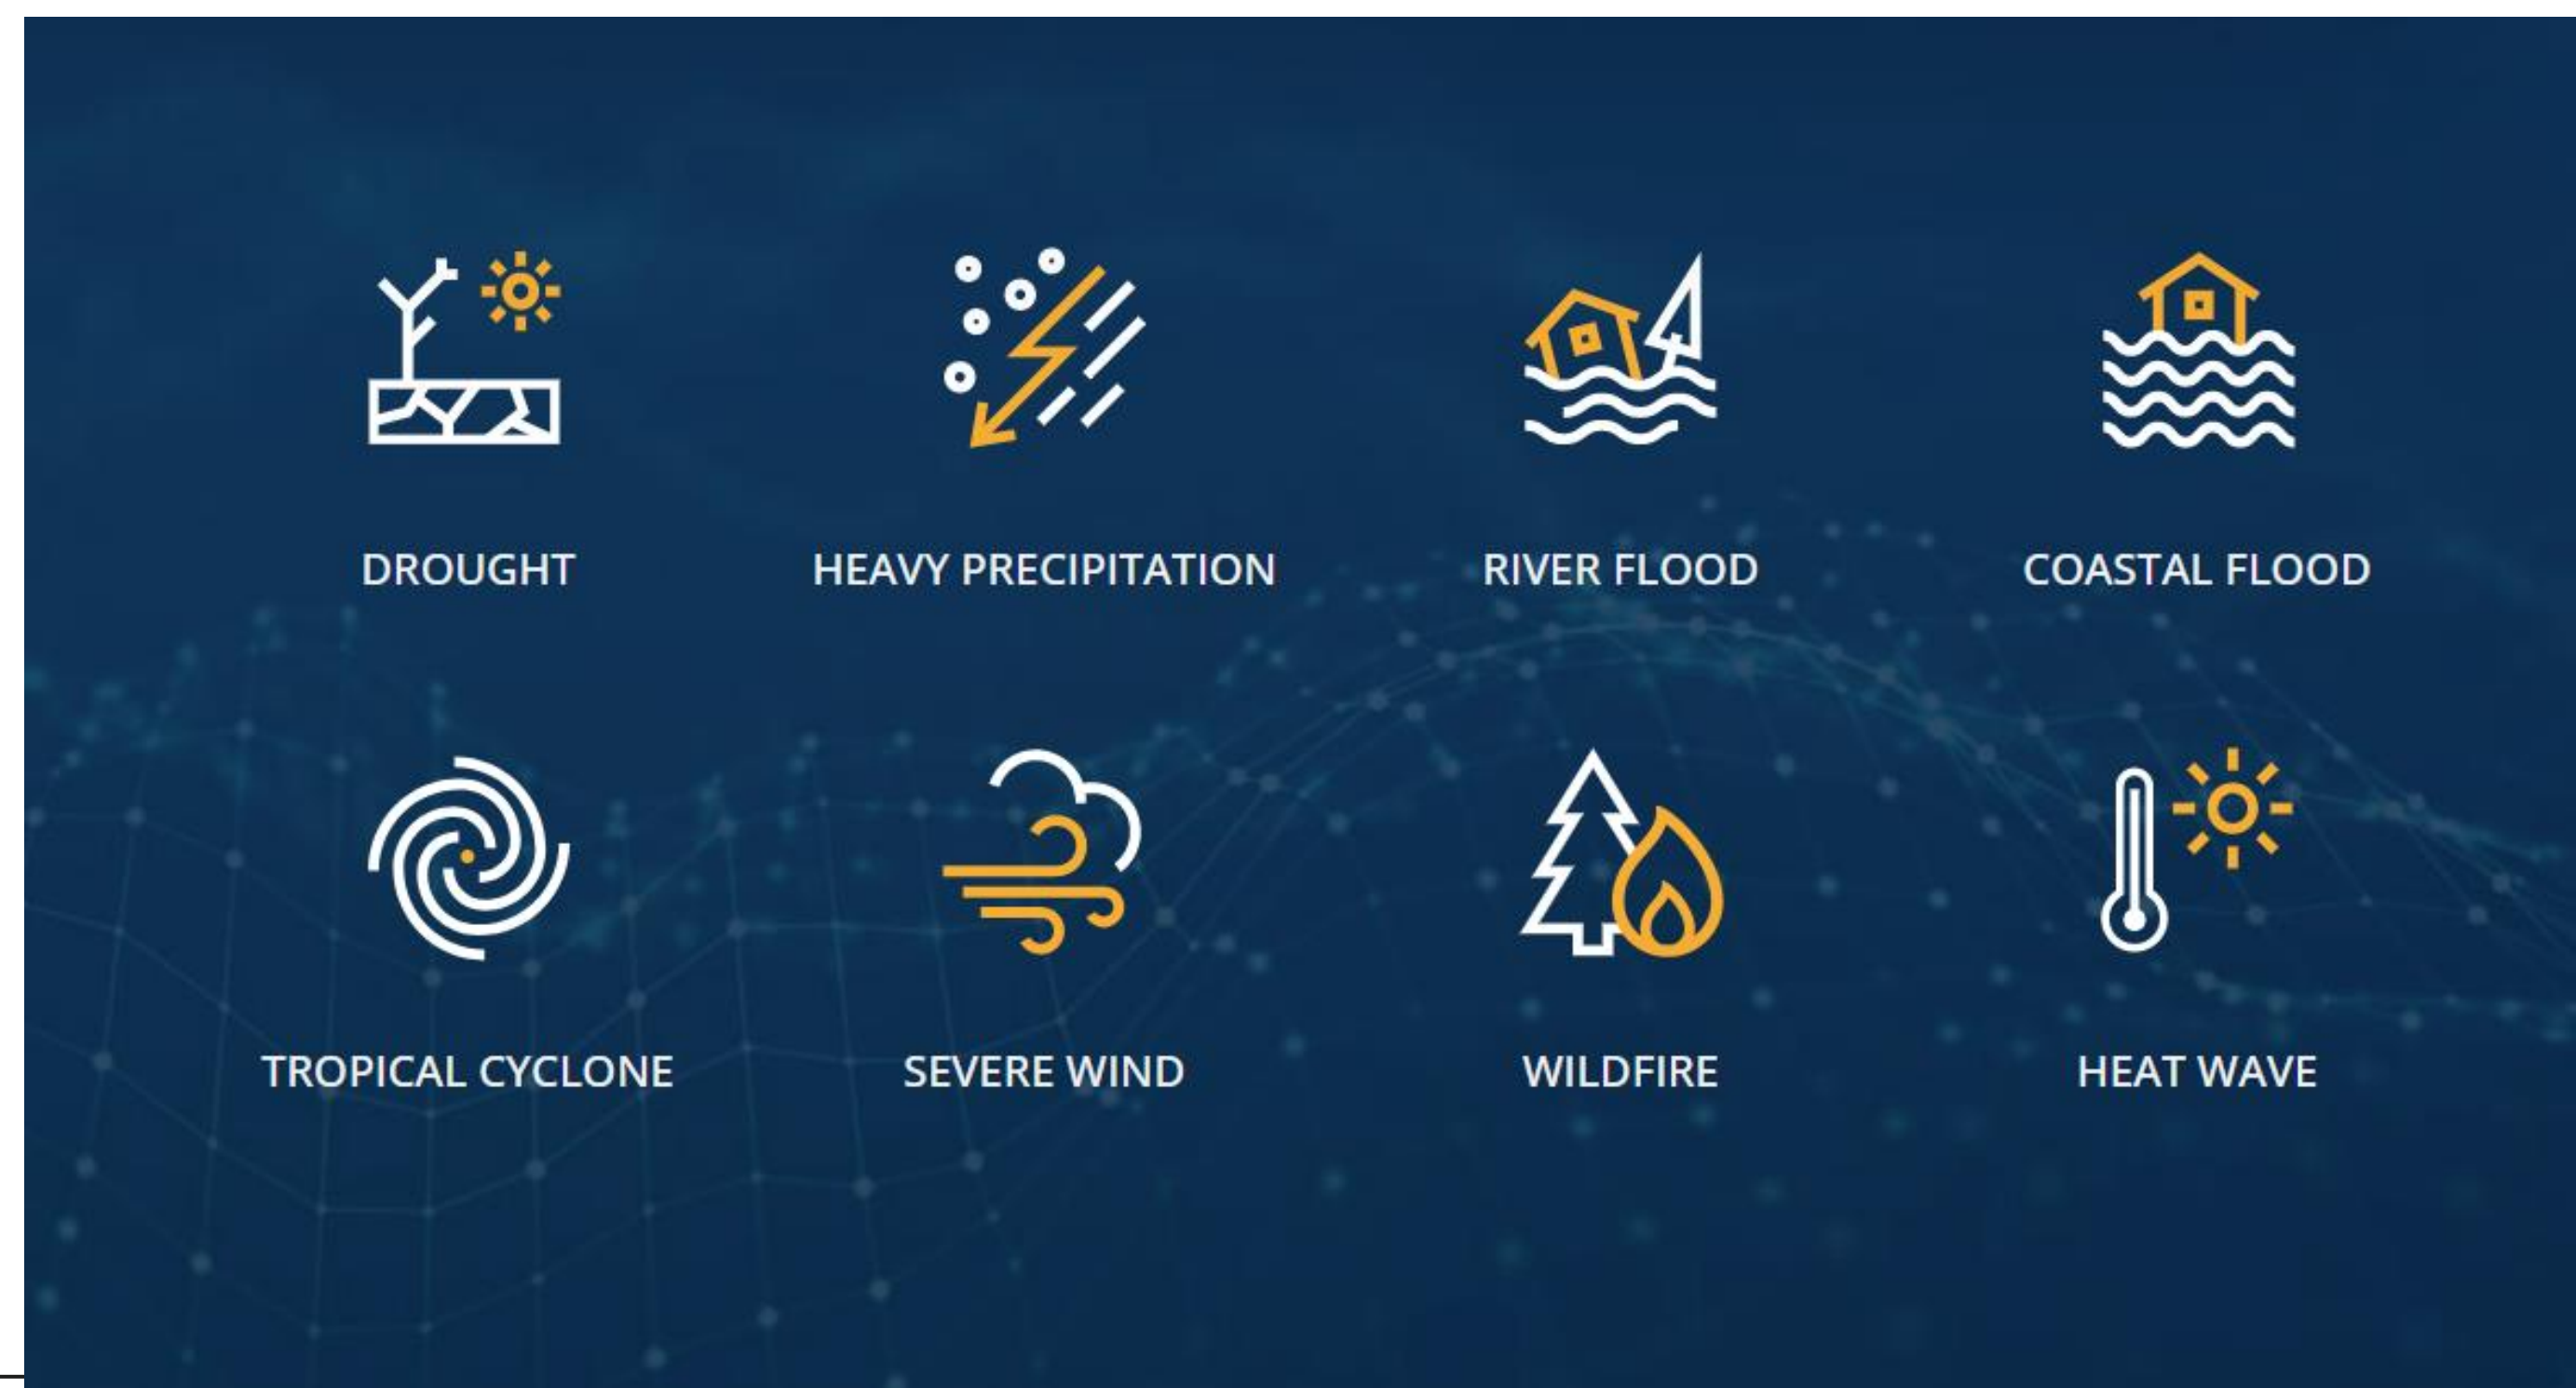 DROUGHT
HEAVY PRECIPITATION
RIVER FLOOD
COASTAL FLOOD
TROPICAL CYCLONE
SEVERE WIND
WILDFIRE
HEAT WAVE